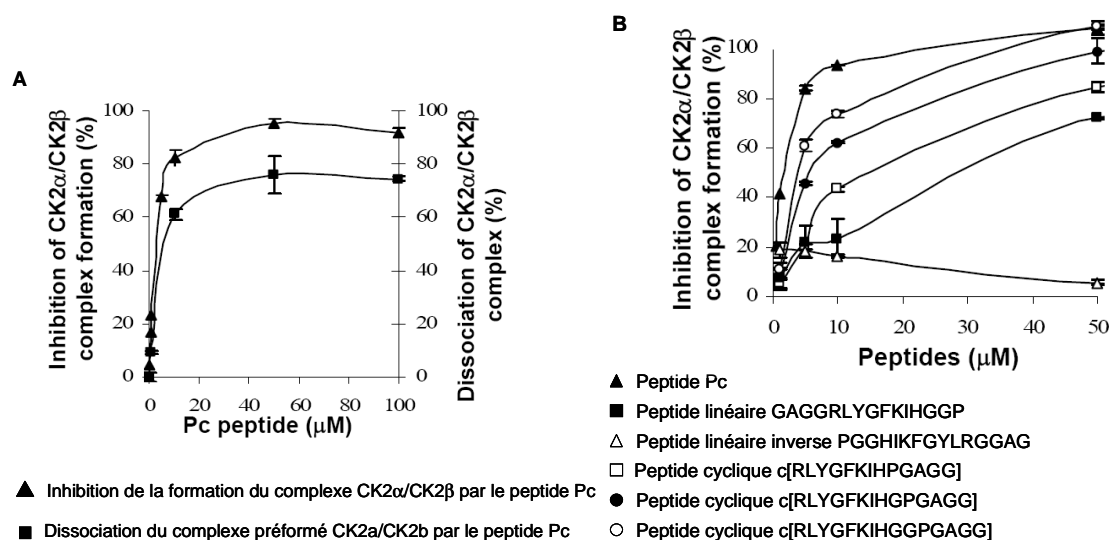 A
Inhibition of CK2α/CK2β
complex formation (%)
100
80
60
40
20
0
100
80
60
40
20
0
Dissociation of CK2α/CK2β
complex (%)
0 20 40 60 80 100
Pc peptide (μM)
▲ Inhibition de la formation du complexe CK2α/CK2β par le peptide Pc
■ Dissociation du complexe préformé CK2a/CK2b par le peptide Pc
B
Inhibition of CK2α/CK2β
complex formation (%)
100
80
60
40
20
0
0 10 20 30 40 50
Peptides (μM)
▲ Peptide Pc
■ Peptide linéaire GAGGRLYGFKIHGGP
△ Peptide linéaire inverse PGGHIKFGYLRGGAG
□ Peptide cyclique c[RLYGFKIHPGAGG]
● Peptide cyclique c[RLYGFKIHGPGAGG]
○ Peptide cyclique c[RLYGFKIHGGPGAGG]